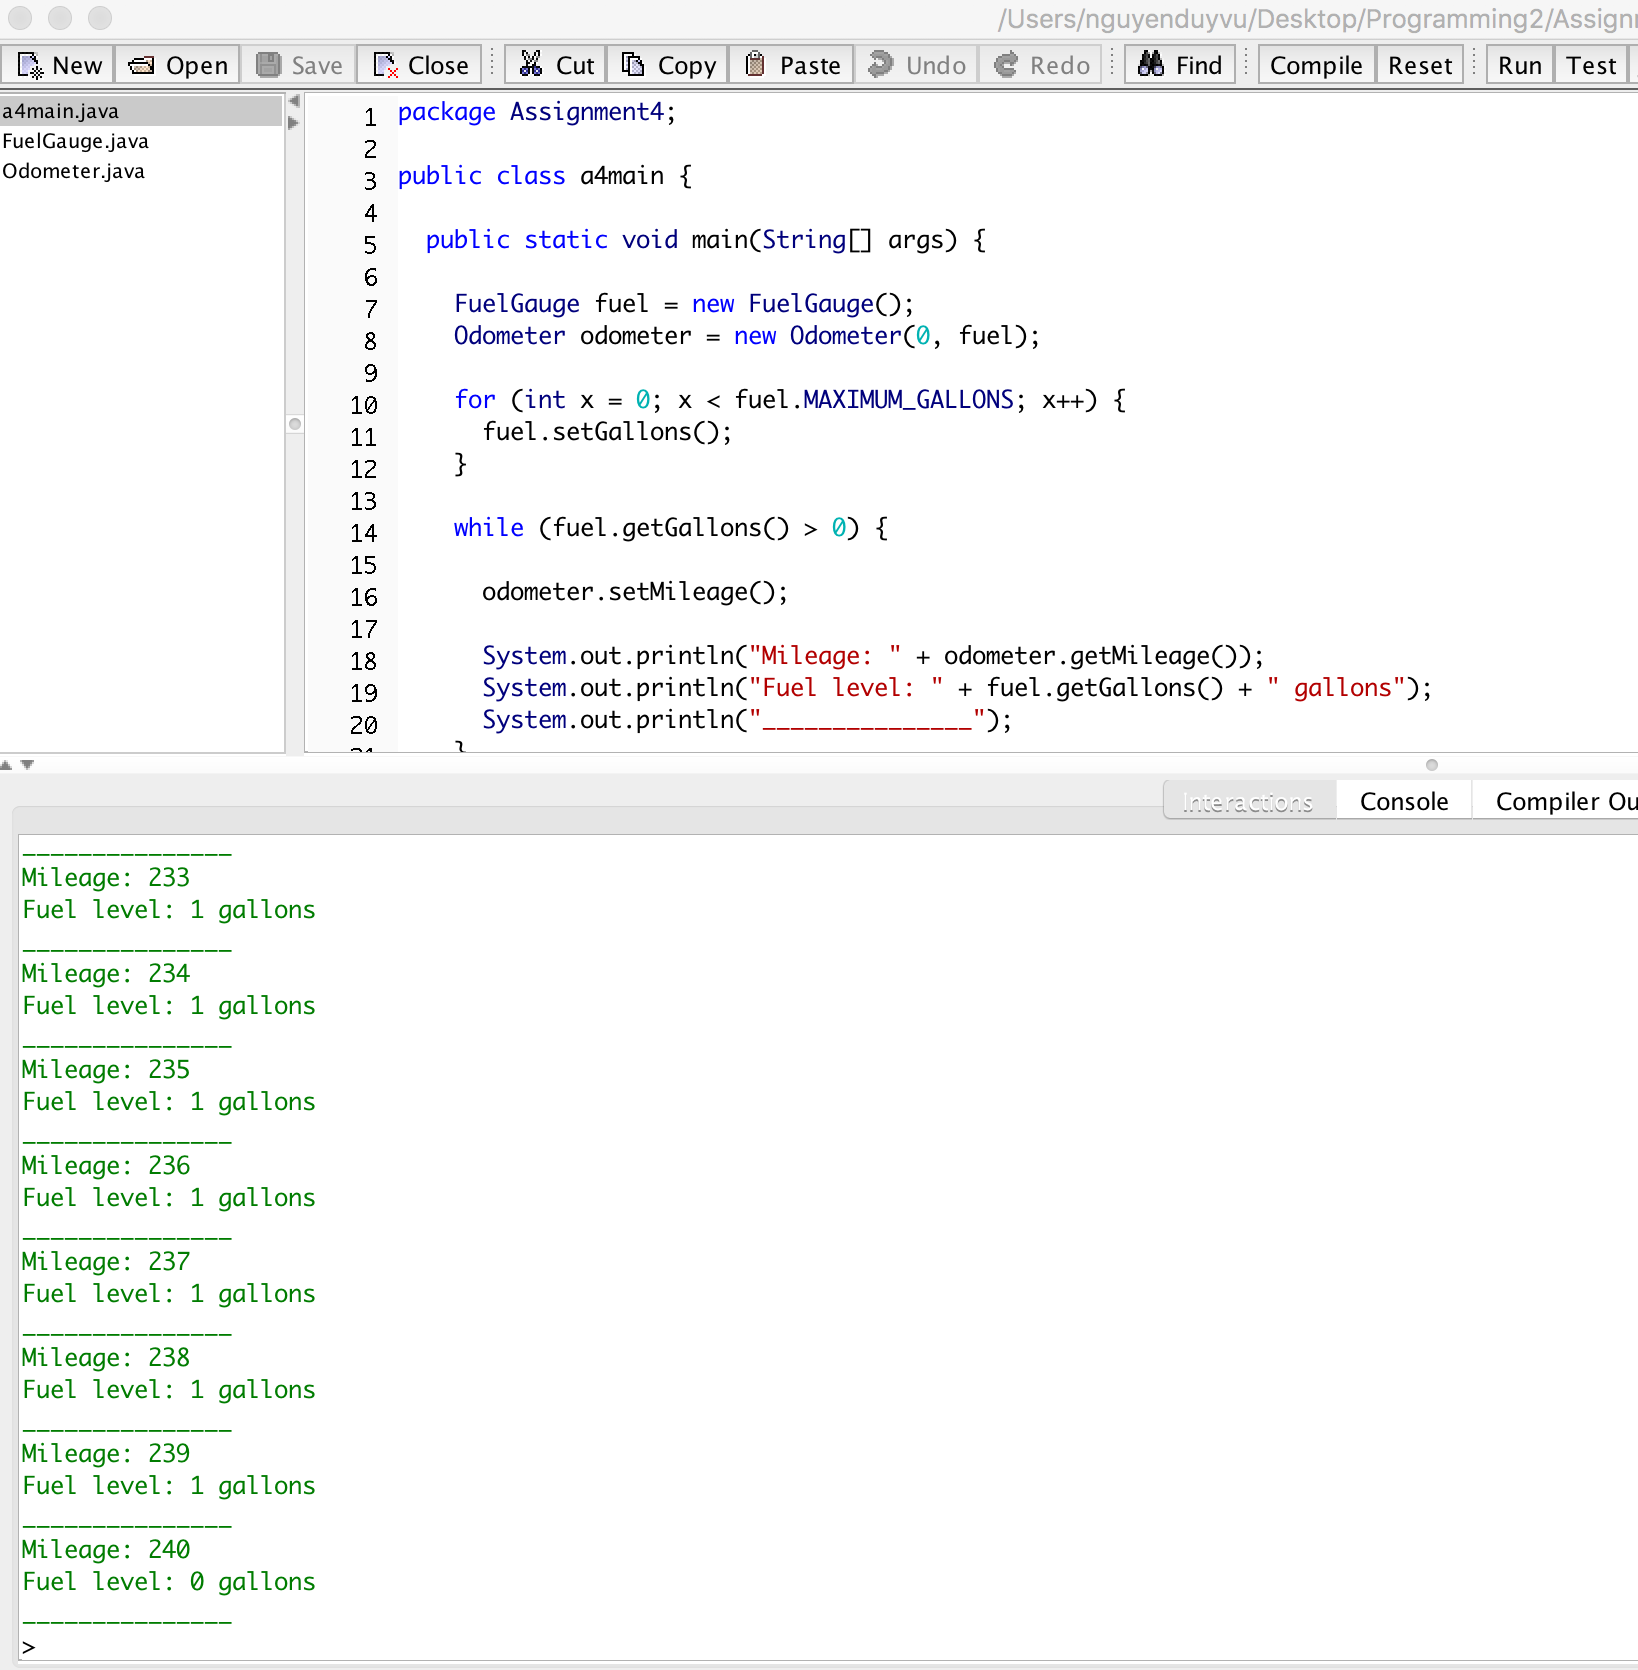 /Users/nguyenduyvu/Desktop/Programming2/Assign
New Open Save Close Cut Copy Paste Undo Redo Find Compile Reset Run Test
a4main.java
FuelGauge.java
Odometer.java
1 package Assignment4;
2
3 public class a4main {
4
5 public static void main(String[] args) {
6
7 FuelGauge fuel = new FuelGauge();
8 Odometer odometer = new Odometer(0, fuel);
9
10 for (int x = 0; x < fuel.MAXIMUM_GALLONS; x++) {
11 fuel.setGallons();
12 }
13
14 while (fuel.getGallons() > 0) {
15
16 odometer.setMileage();
17
18 System.out.println("Mileage: " + odometer.getMileage());
19 System.out.println("Fuel level: " + fuel.getGallons() + " gallons");
20 System.out.println("_______________");
21 }
Interactions Console Compiler Ou
_______________
Mileage: 233
Fuel level: 1 gallons
_______________
Mileage: 234
Fuel level: 1 gallons
_______________
Mileage: 235
Fuel level: 1 gallons
_______________
Mileage: 236
Fuel level: 1 gallons
_______________
Mileage: 237
Fuel level: 1 gallons
_______________
Mileage: 238
Fuel level: 1 gallons
_______________
Mileage: 239
Fuel level: 1 gallons
_______________
Mileage: 240
Fuel level: 0 gallons
_______________
>